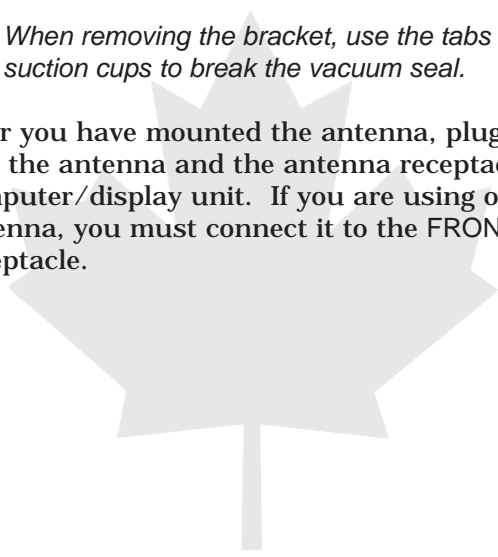 When removing the bracket, use the tabs
suction cups to break the vacuum seal.
r you have mounted the antenna, plug
the antenna and the antenna recepta
puter/display unit. If you are using o
enna, you must connect it to the FRON
eptacle.